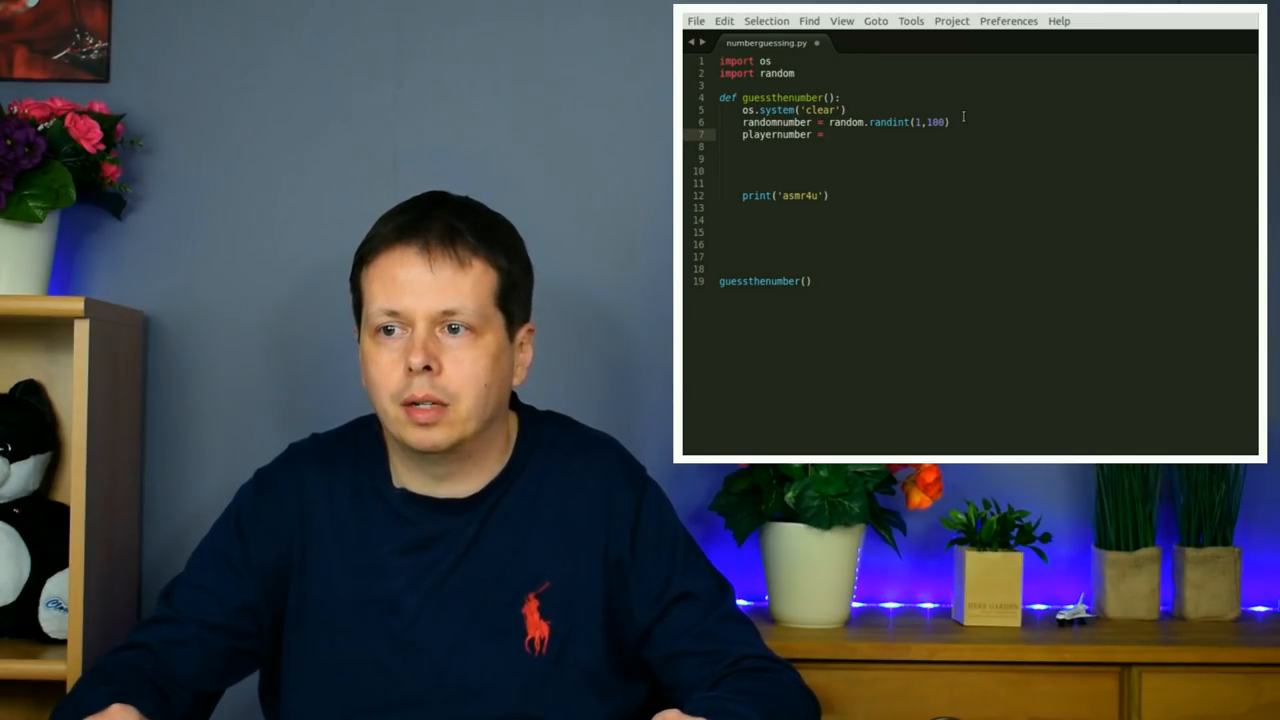 File Edit Selection Find View Goto Tools Project Preferences Help
numberguessing.py
1 import os
2 import random
3
4 def guessthenumber():
5 os.system('clear')
6 randomnumber = random.randint(1,100)
7 playernumber =
8
9
10
11
12 print('asmr4u')
13
14
15
16
17
18
19 guessthenumber()
HERB GARDEN